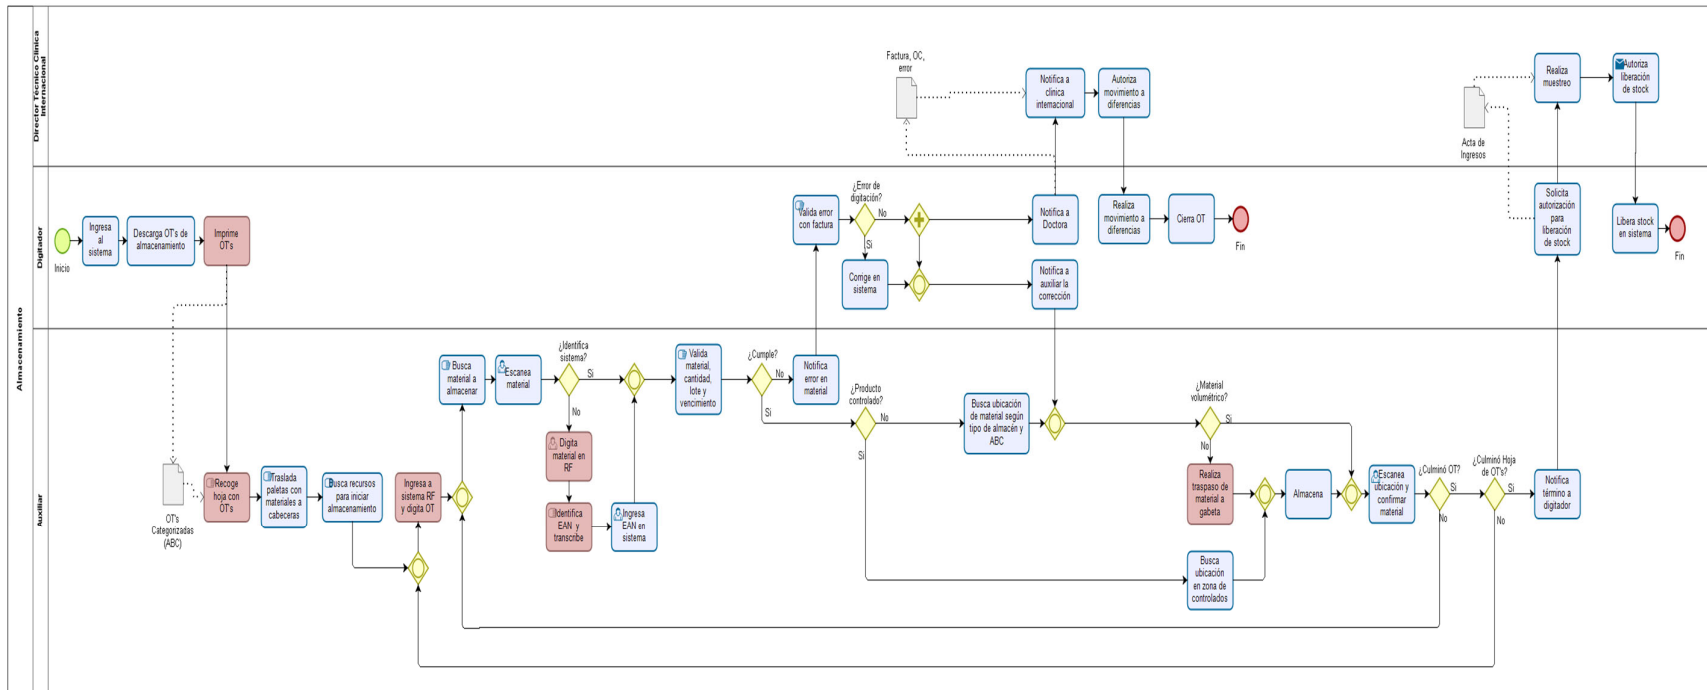 Almacenamiento
Director Técnico Clínica
Internacional
Factura, OC,
error
Notifica a
clínica
internacional
Autoriza
movimiento a
diferencias
Acta de
Ingresos
Realiza
muestreo
Autoriza
liberación
de stock
Digitador
Inicio
Ingresa
al
sistema
Descarga OT's de
almacenamiento
Imprime
OT's
Valida error
con factura
¿Error de
digitación?
No
Si
Corrige en
sistema
Notifica a
Doctora
Notifica a
auxiliar la
corrección
Realiza
movimiento a
diferencias
Cierra OT
Fin
Solicita
autorización
para
liberación
de stock
Libera stock
en sistema
Fin
Auxiliar
OT's
Categorizadas
(ABC)
Recoge
hoja con
OT's
Traslada
paletas con
materiales a
cabeceras
Busca recursos
para iniciar
almacenamiento
Ingresa a
sistema RF
y digita OT
Busca
material a
almacenar
Escanea
material
¿Identifica
sistema?
Si
No
Digita
material en
RF
Identifica
EAN y
transcribe
Ingresa
EAN en
sistema
Valida
material,
cantidad,
lote y
vencimiento
¿Cumple?
No
Si
Notifica
error en
material
¿Producto
controlado?
No
Si
Busca ubicación
de material según
tipo de almacén y
ABC
¿Material
volumétrico?
Si
No
Realiza
traspaso de
material a
gabeta
Busca
ubicación
en zona de
controlados
Almacena
Escanea
ubicación y
confirmar
material
¿Culminó OT?
Si
No
¿Culminó Hoja
de OT's?
Si
No
Notifica
término a
digitador